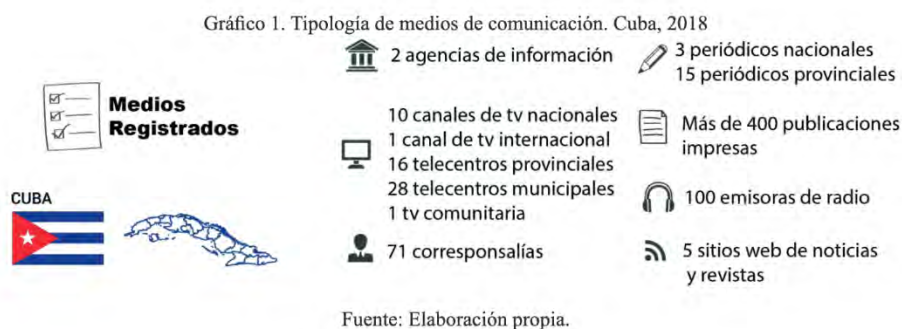 Gráfico 1. Tipología de medios de comunicación. Cuba, 2018
Medios
Registrados
CUBA
2 agencias de información
10 canales de tv nacionales
1 canal de tv internacional
16 telecentros provinciales
28 telecentros municipales
1 tv comunitaria
71 corresponsalías
3 periódicos nacionales
15 periódicos provinciales
Más de 400 publicaciones
impresas
100 emisoras de radio
5 sitios web de noticias
y revistas
Fuente: Elaboración propia.